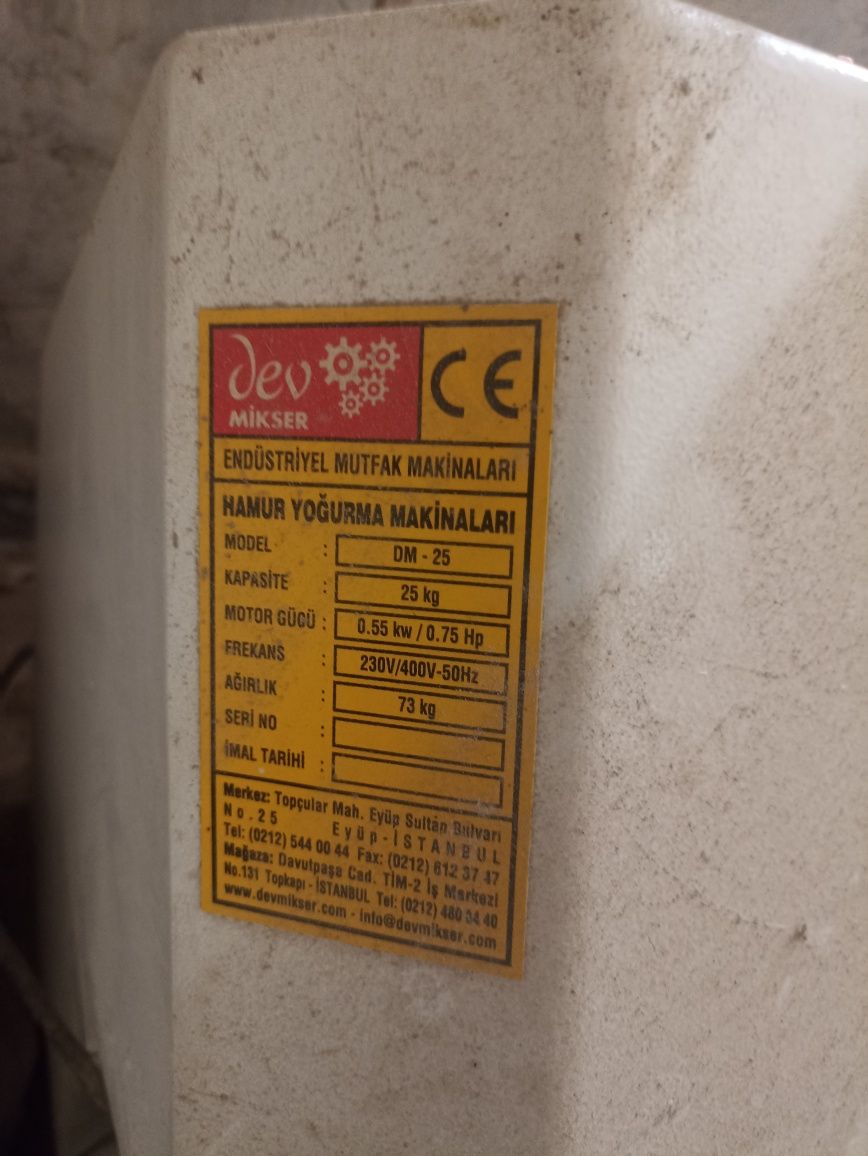 dev
MİKSER
CE
ENDÜSTRİYEL MUTFAK MAKİNALARI
HAMUR YOĞURMA MAKİNALARI
MODEL : DM - 25
KAPASİTE : 25 kg
MOTOR GÜCÜ : 0.55 kw / 0.75 Hp
FREKANS : 230V/400V-50Hz
AĞIRLIK : 73 kg
SERİ NO :
İMAL TARİHİ :
Merkez: Topçular Mah. Eyüp Sultan Bulvarı
No.25 Eyüp-İSTANBUL
Tel: (0212) 544 00 44 Fax: (0212) 612 37 47
Mağaza: Davutpaşa Cad. TİM-2 İş Merkezi
No.131 Topkapı - İSTANBUL Tel: (0212) 480 34 40
www.devmikser.com - info@devmikser.com